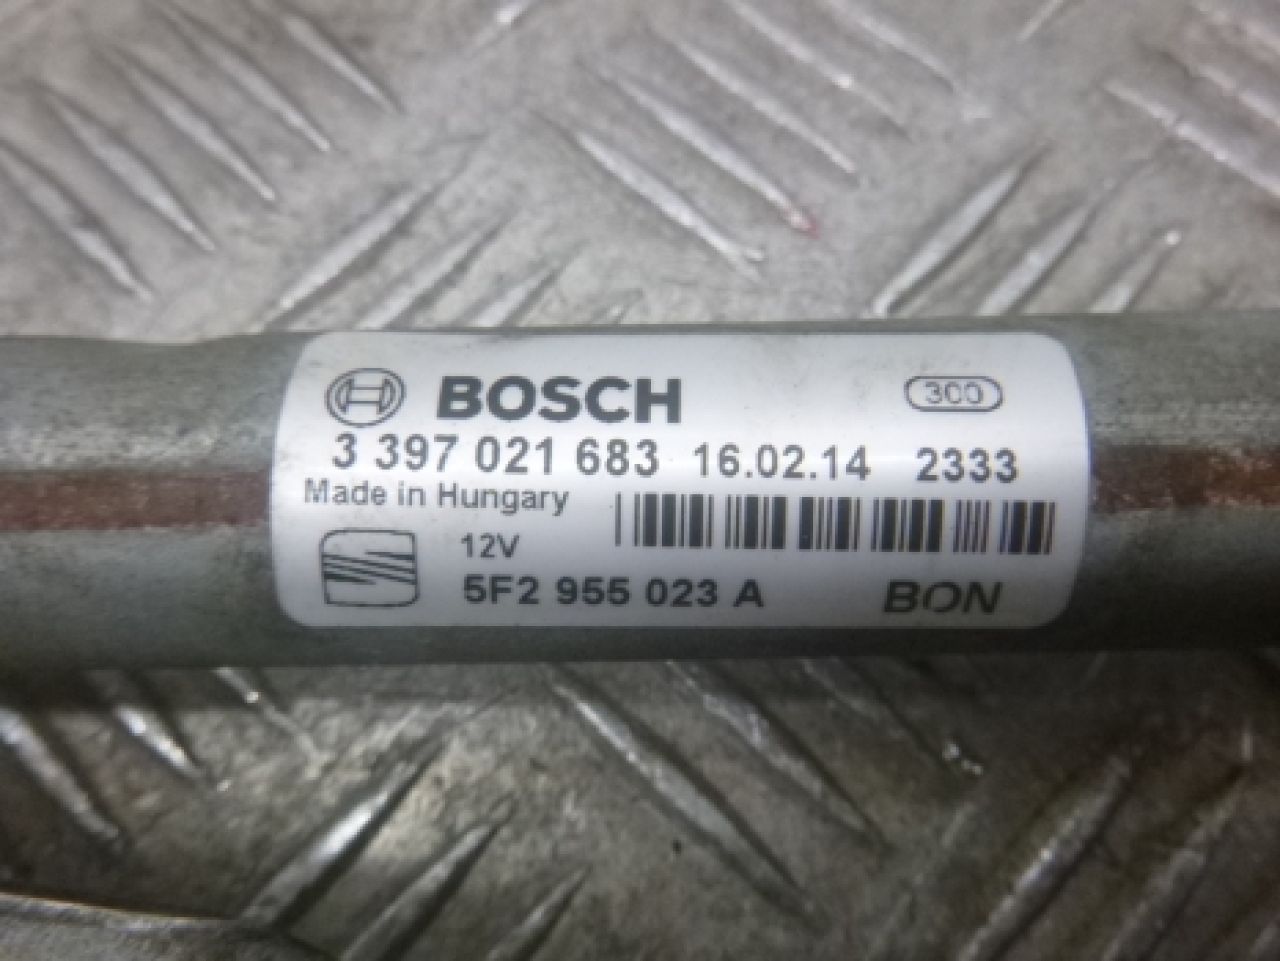 BOSCH 300
3 397 021 683 16.02.14 2333
Made in Hungary
12V
5F2 955 023 A BON